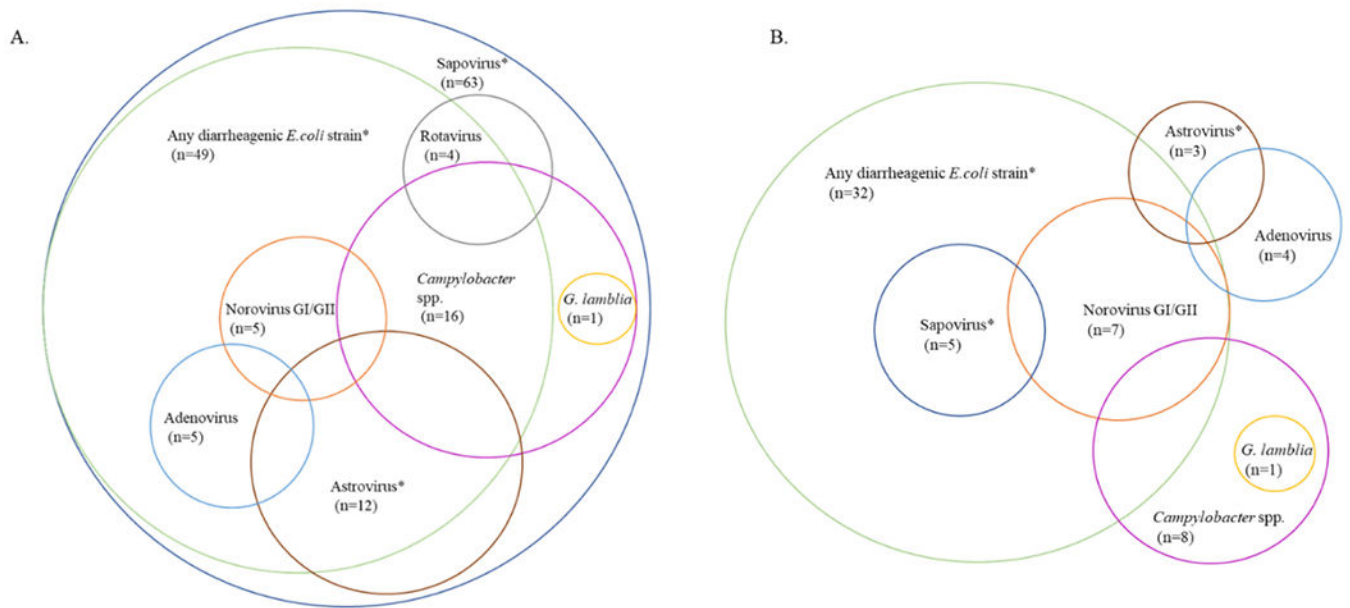 A.
Sapovirus*
(n=63)
Any diarrheagenic E.coli strain*
(n=49)
Rotavirus
(n=4)
Campylobacter
spp.
(n=16)
G. lamblia
(n=1)
Norovirus GI/GII
(n=5)
Adenovirus
(n=5)
Astrovirus*
(n=12)
B.
Astrovirus*
(n=3)
Any diarrheagenic E.coli strain*
(n=32)
Adenovirus
(n=4)
Sapovirus*
(n=5)
Norovirus GI/GII
(n=7)
G. lamblia
(n=1)
Campylobacter spp.
(n=8)